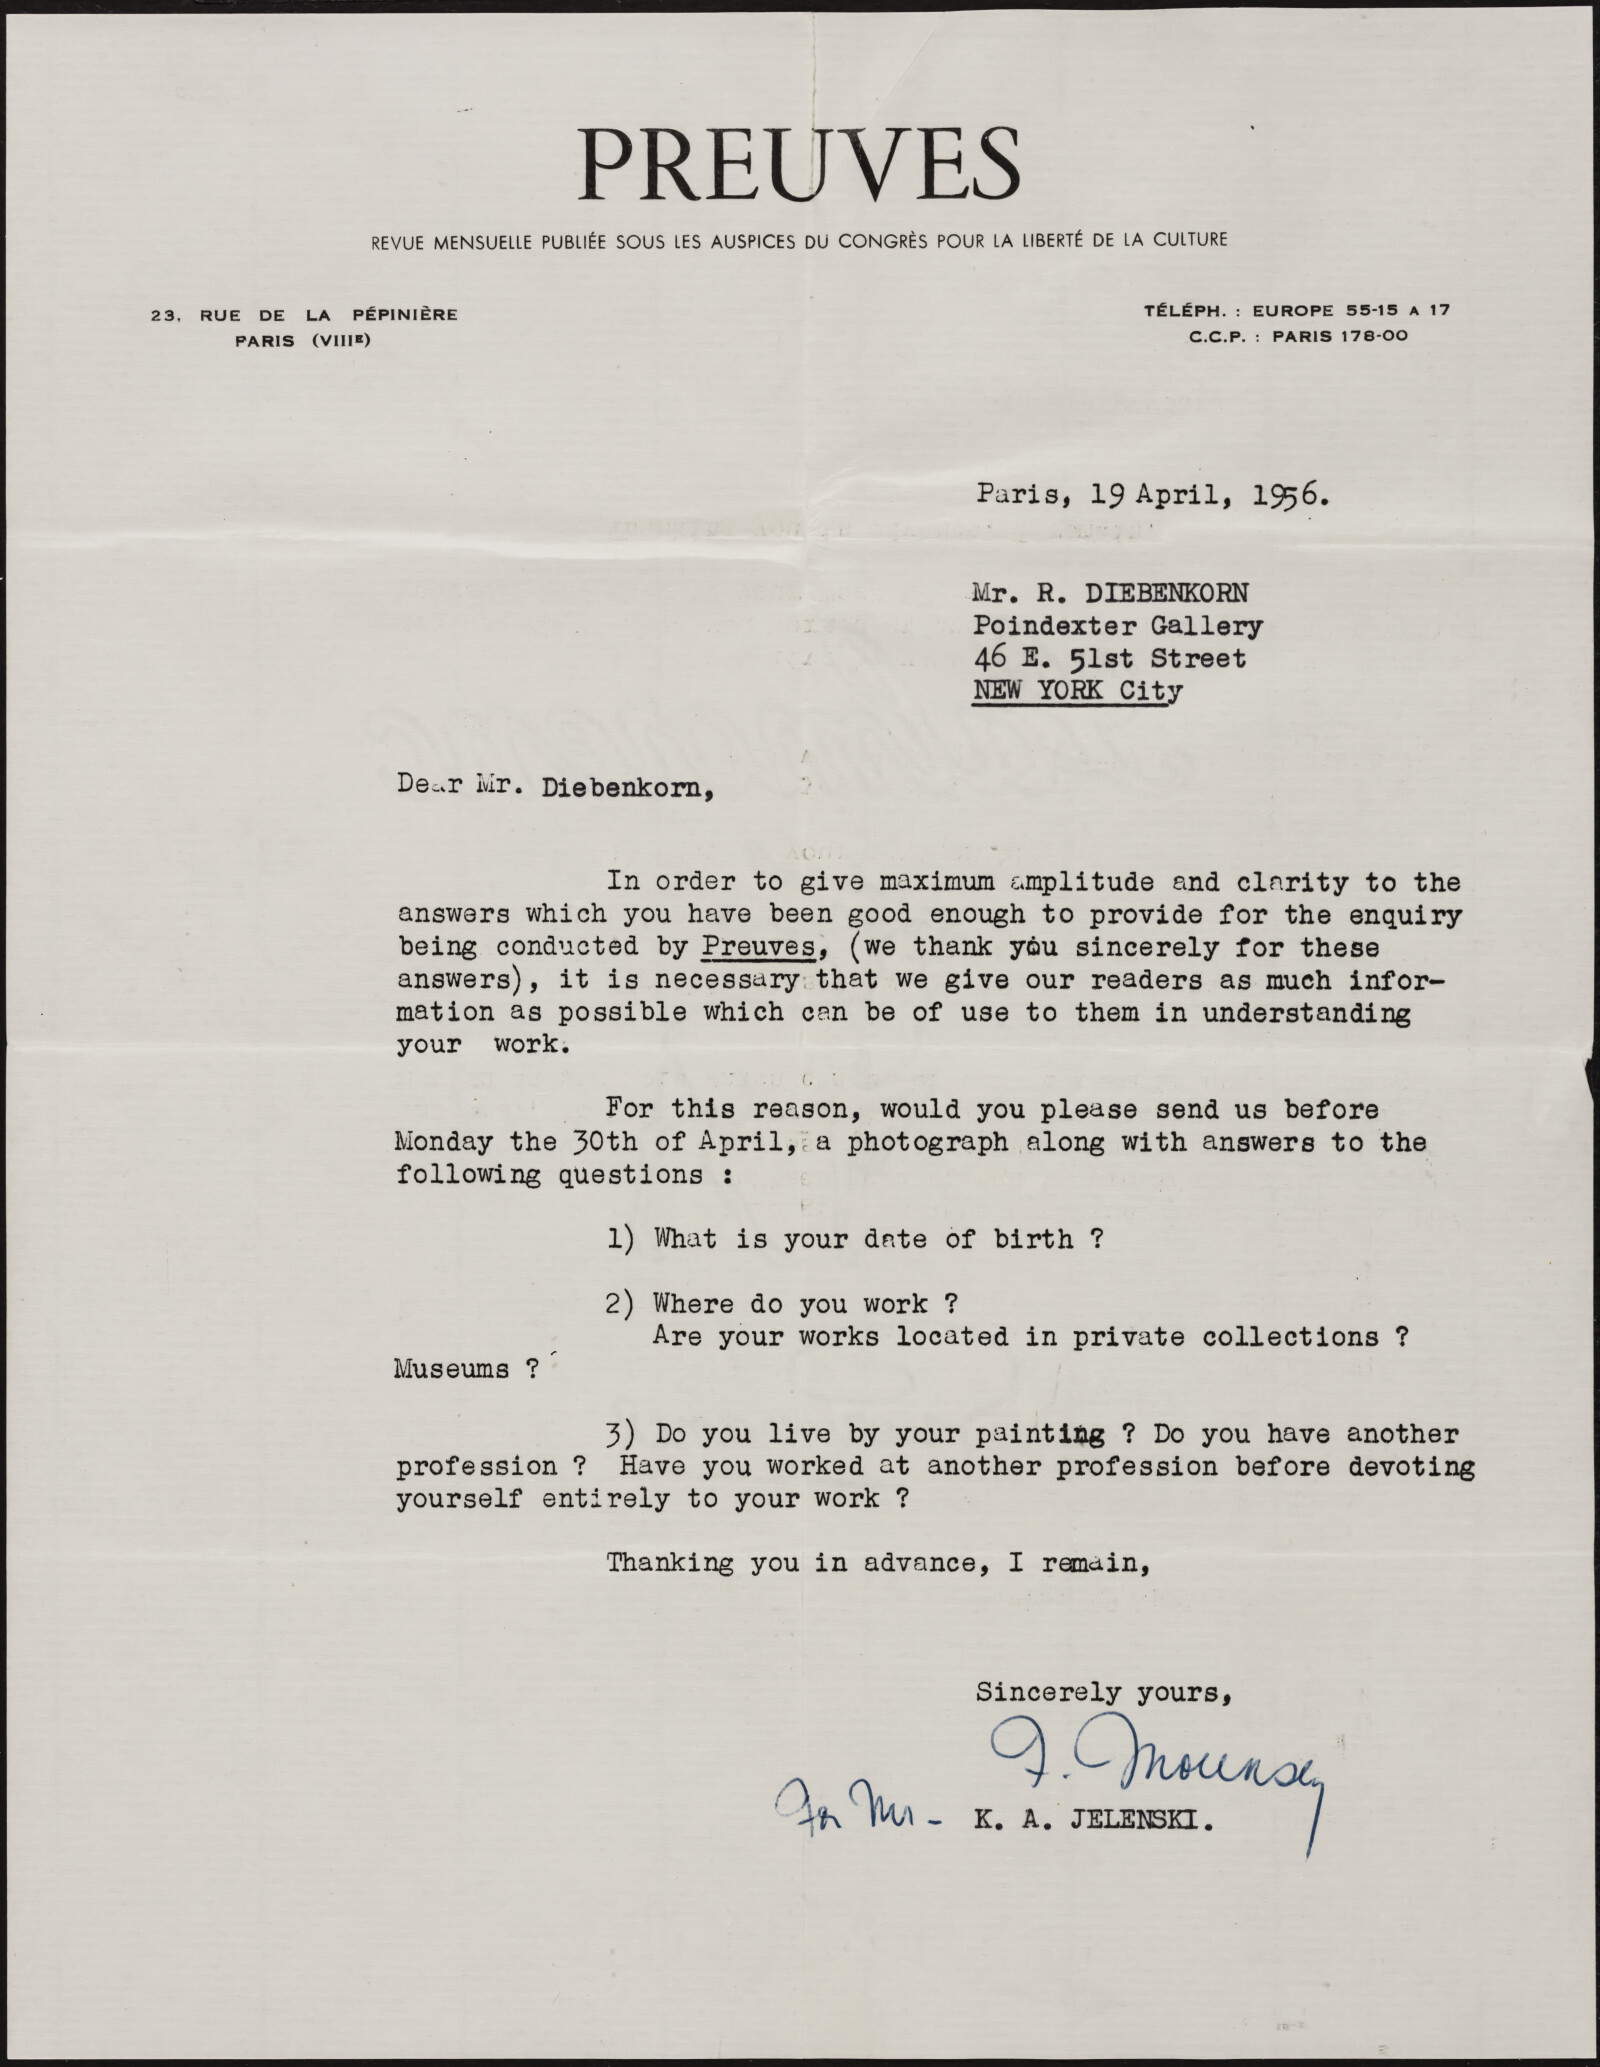 PREUVES
REVUE MENSUELLE PUBLIÉE SOUS LES AUSPICES DU CONGRÈS POUR LA LIBERTÉ DE LA CULTURE
23, RUE DE LA PÉPINIÈRE
PARIS (VIIIE)
TÉLÉPH. : EUROPE 55-15 A 17
C.C.P. : PARIS 178-00
Paris, 19 April, 1956.
Mr. R. DIEBENKORN
Poindexter Gallery
46 E. 51st Street
NEW YORK City
Dear Mr. Diebenkorn,
In order to give maximum amplitude and clarity to the
answers which you have been good enough to provide for the enquiry
being conducted by Preuves, (we thank you sincerely for these
answers), it is necessary that we give our readers as much infor-
mation as possible which can be of use to them in understanding
your work.
For this reason, would you please send us before
Monday the 30th of April, a photograph along with answers to the
following questions :
1) What is your date of birth ?
2) Where do you work ?
Are your works located in private collections ?
Museums ?
3) Do you live by your painting ? Do you have another
profession ? Have you worked at another profession before devoting
yourself entirely to your work ?
Thanking you in advance, I remain,
Sincerely yours,
F. Mounsey
For Mr - K. A. JELENSKI.